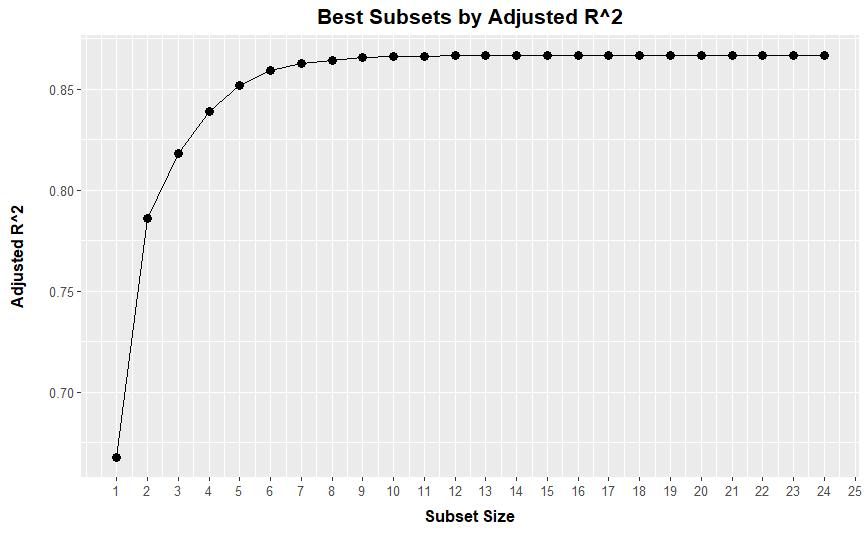 Best Subsets by Adjusted R^2
Adjusted R^2
0.85
0.80
0.75
0.70
1 2 3 4 5 6 7 8 9 10 11 12 13 14 15 16 17 18 19 20 21 22 23 24 25
Subset Size